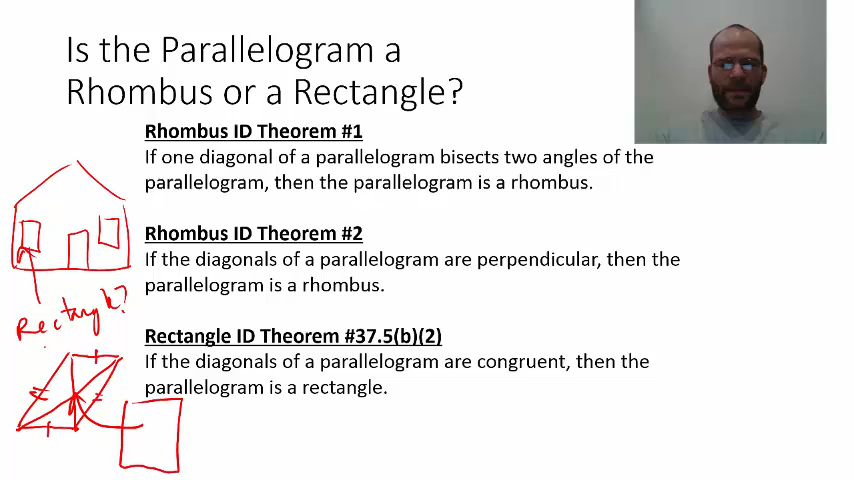 Is the Parallelogram a
Rhombus or a Rectangle?
Rhombus ID Theorem #1
If one diagonal of a parallelogram bisects two angles of the
parallelogram, then the parallelogram is a rhombus.
Rhombus ID Theorem #2
If the diagonals of a parallelogram are perpendicular, then the
parallelogram is a rhombus.
Rectangle?
Rectangle ID Theorem #37.5(b)(2)
If the diagonals of a parallelogram are congruent, then the
parallelogram is a rectangle.